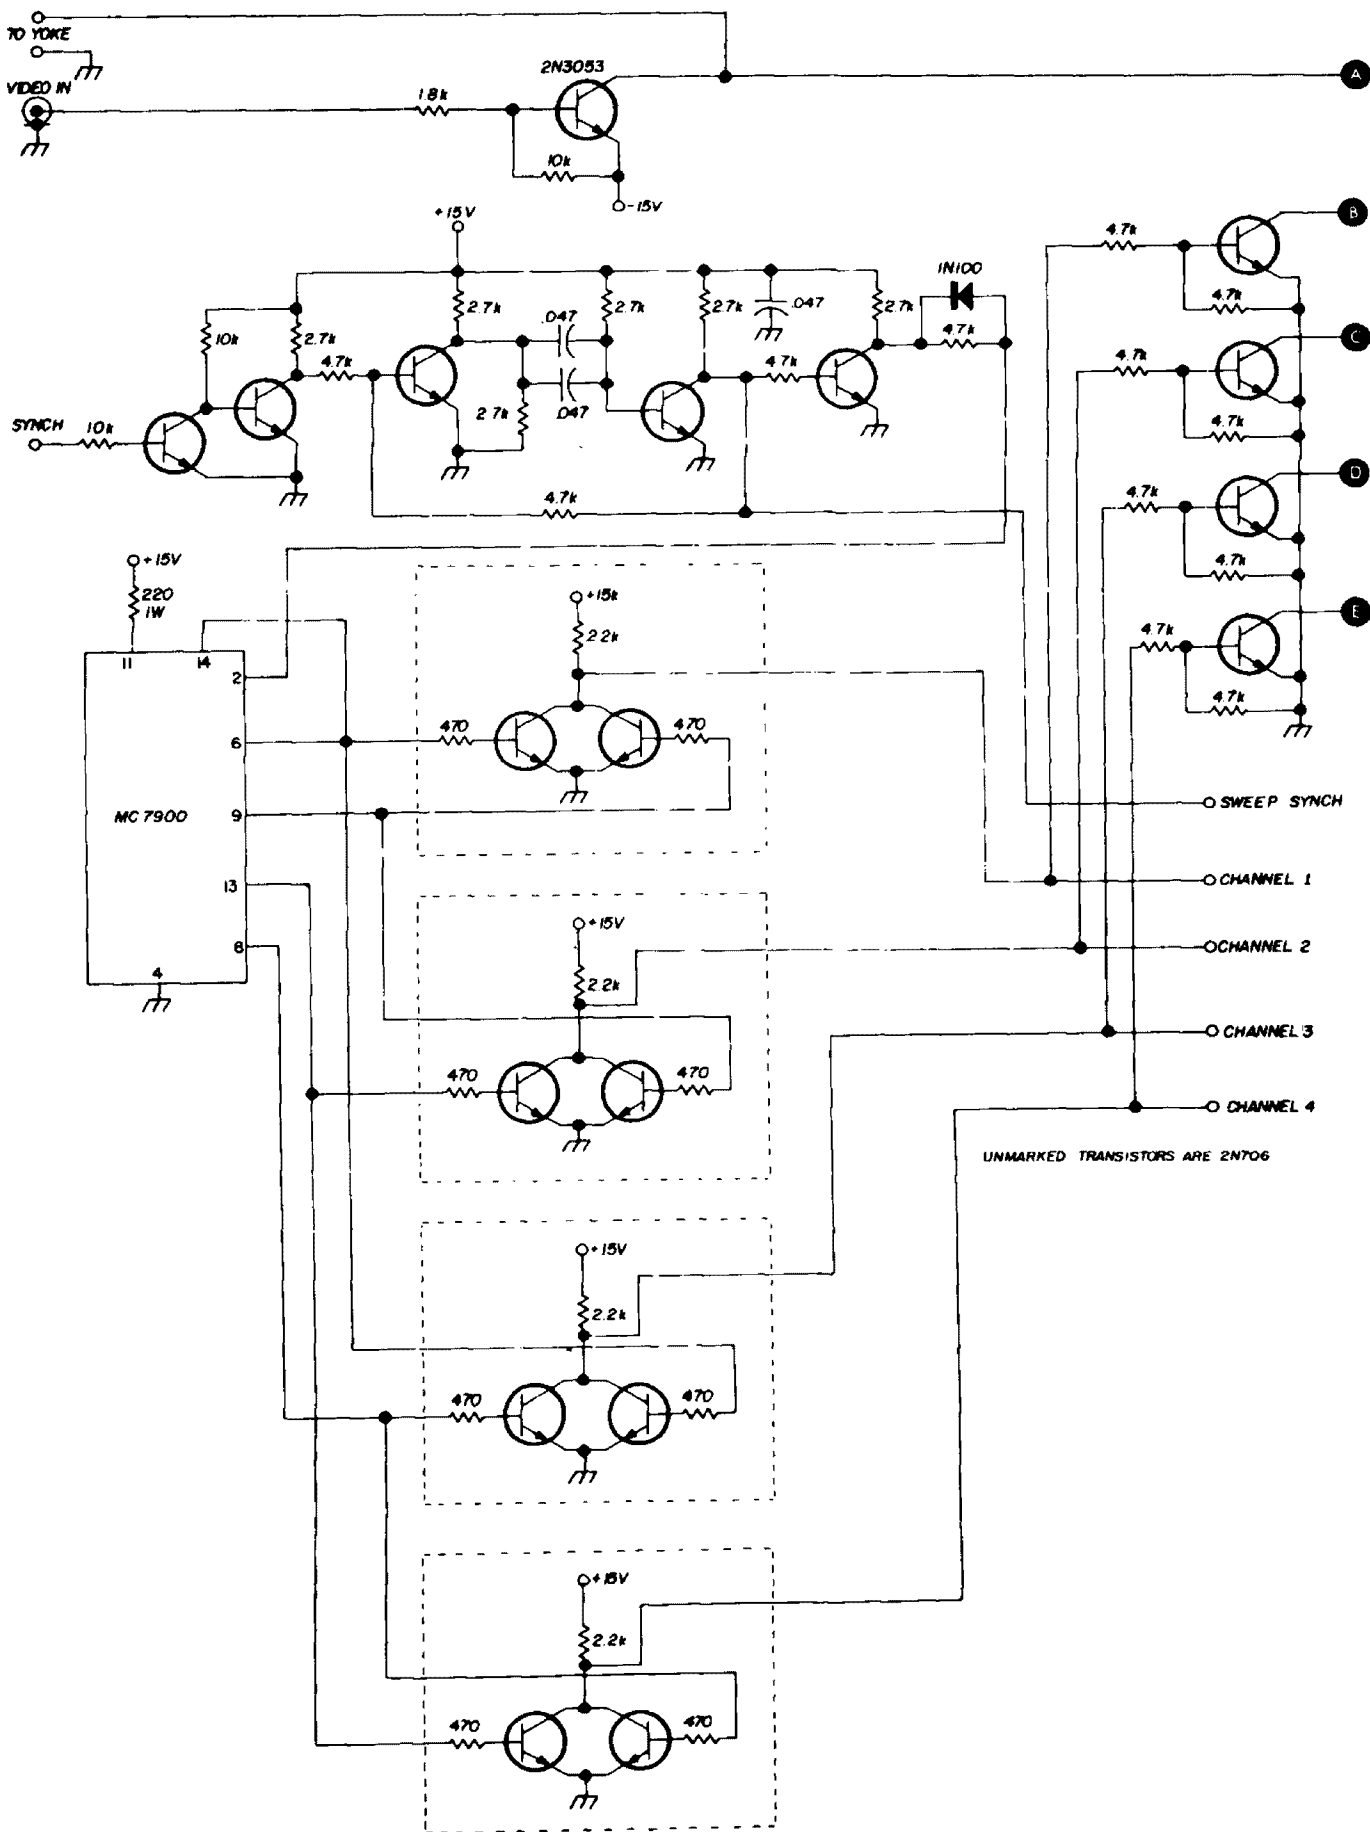 TO YOKE
VIDEO IN
1.8k
2N3053
10k
-15V
A
+15V
B
4.7k
4.7k
1N100
10k
2.7k
2.7k
.047
2.7k
2.7k
.047
2.7k
4.7k
C
4.7k
4.7k
4.7k
4.7k
2.7k
.047
SYNCH
10k
4.7k
D
4.7k
4.7k
4.7k
E
4.7k
4.7k
+15V
220
1W
+15k
2.2k
11
14
2
6
9
13
8
4
MC 7900
470
470
SWEEP SYNCH
CHANNEL 1
+15V
2.2k
CHANNEL 2
470
470
CHANNEL 3
CHANNEL 4
UNMARKED TRANSISTORS ARE 2N706
+15V
2.2k
470
470
+15V
2.2k
470
470